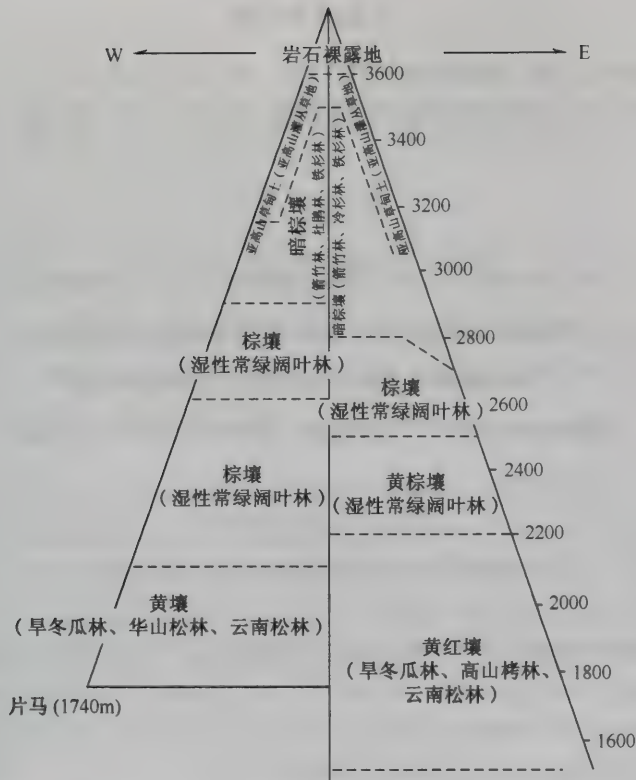 W
E
岩石裸露地
3600
3400
3200
3000
2800
2600
2400
2200
2000
1800
1600
亚高山草甸土（亚高山灌丛草地）
暗棕壤
（箭竹林、杜鹃林、铁杉林）
暗棕壤（箭竹林、冷杉林、铁杉林）
亚高山草甸土（亚高山灌丛草地）
棕壤
（湿性常绿阔叶林）
棕壤
（湿性常绿阔叶林）
棕壤
（湿性常绿阔叶林）
黄棕壤
（湿性常绿阔叶林）
黄壤
（旱冬瓜林、华山松林、云南松林）
黄红壤
（旱冬瓜林、高山栲林、
云南松林）
片马 (1740m)